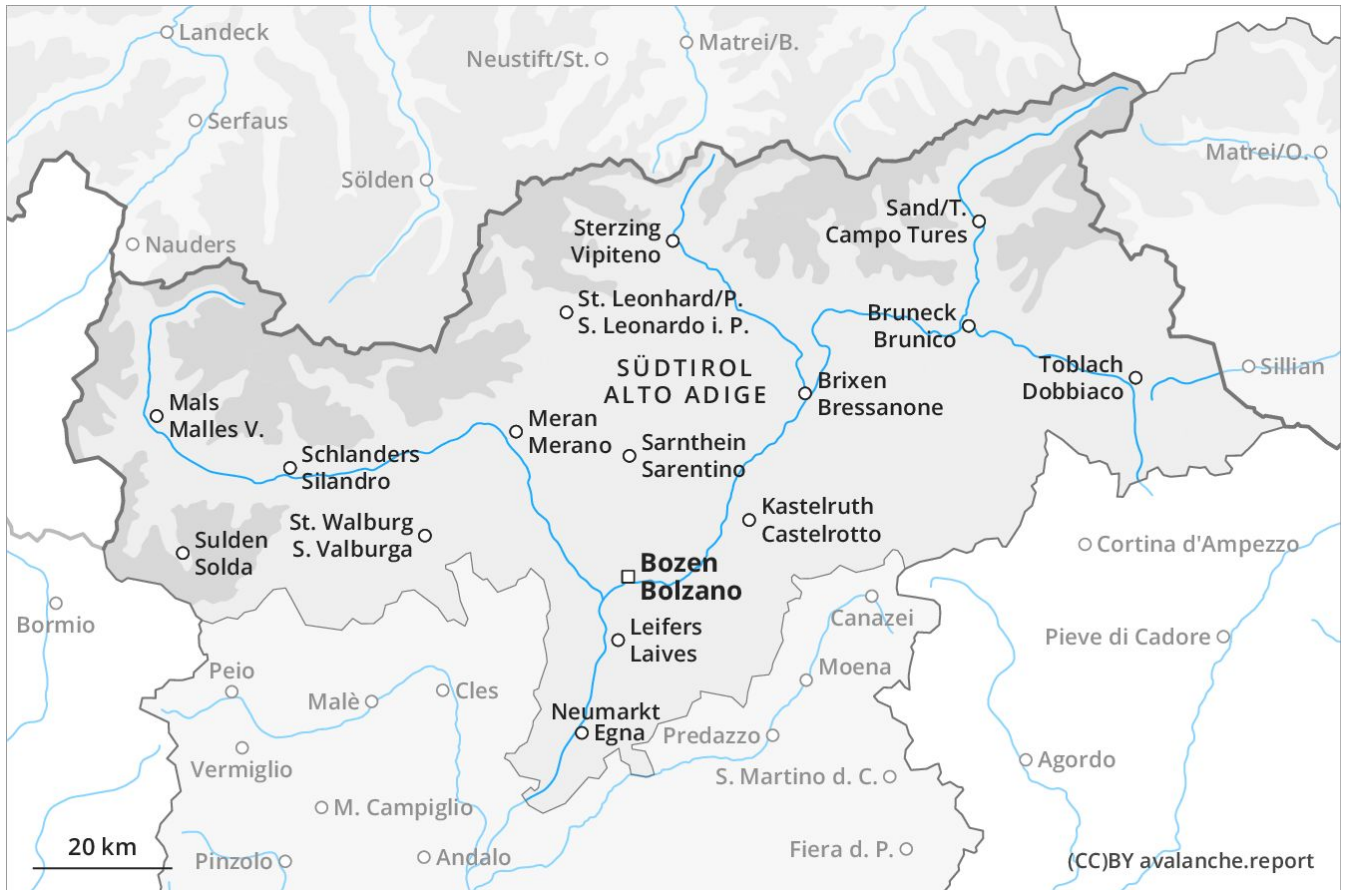 Landeck
Neustift/St.
Matrei/B.
Serfaus
Matrei/O.
Sölden
Sand/T.
Campo Tures
Sterzing
Vipiteno
Nauders
St. Leonhard/P.
S. Leonardo i. P.
Bruneck
Brunico
SÜDTIROL
ALTO ADIGE
Toblach
Dobbiaco
Sillian
Brixen
Bressanone
Mals
Malles V.
Meran
Merano
Sarnthein
Sarentino
Schlanders
Silandro
Kastelruth
Castelrotto
St. Walburg
S. Valburga
Sulden
Solda
Cortina d'Ampezzo
Bozen
Bolzano
Bormio
Canazei
Leifers
Laives
Pieve di Cadore
Peio
Moena
Malè
Cles
Neumarkt
Egna
Predazzo
Vermiglio
Agordo
S. Martino d. C.
M. Campiglio
20 km
Pinzolo
Andalo
Fiera d. P.
(CC)BY avalanche.report